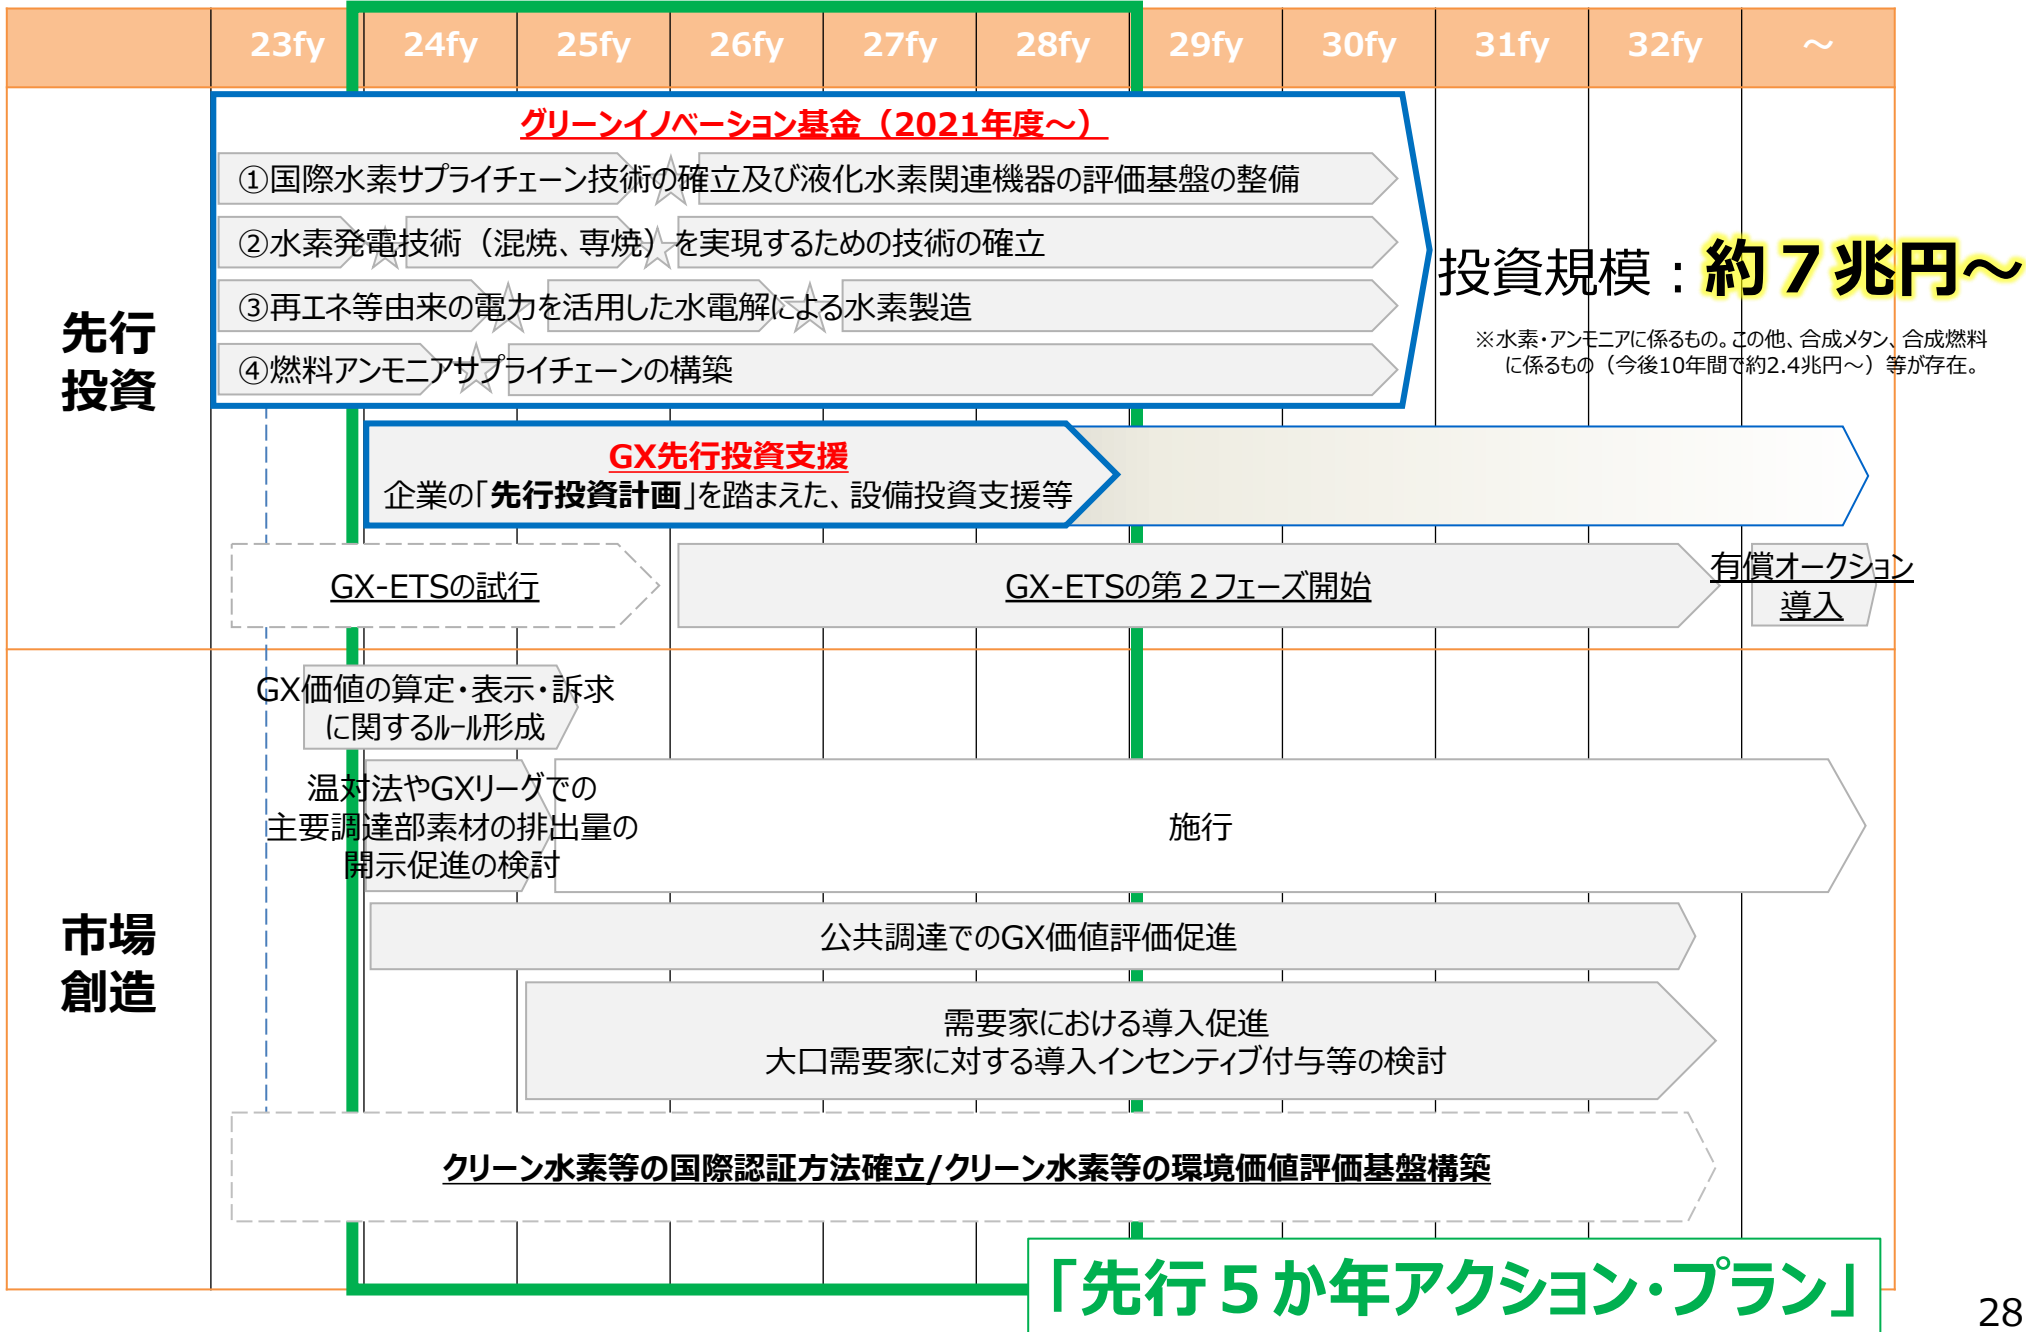 23fy 24fy 25fy 26fy 27fy 28fy 29fy 30fy 31fy 32fy ～
先行
投資
グリーンイノベーション基金（2021年度～）
①国際水素サプライチェーン技術の確立及び液化水素関連機器の評価基盤の整備
②水素発電技術（混焼、専焼）を実現するための技術の確立
③再エネ等由来の電力を活用した水電解による水素製造
④燃料アンモニアサプライチェーンの構築
投資規模：約７兆円～
※水素・アンモニアに係るもの。この他、合成メタン、合成燃料
に係るもの（今後10年間で約2.4兆円～）等が存在。
GX先行投資支援
企業の「先行投資計画」を踏まえた、設備投資支援等
GX-ETSの試行
GX-ETSの第２フェーズ開始
有償オークション
導入
市場
創造
GX価値の算定・表示・訴求
に関するルール形成
温対法やGXリーグでの
主要調達部素材の排出量の
開示促進の検討
施行
公共調達でのGX価値評価促進
需要家における導入促進
大口需要家に対する導入インセンティブ付与等の検討
クリーン水素等の国際認証方法確立/クリーン水素等の環境価値評価基盤構築
「先行５か年アクション・プラン」
28